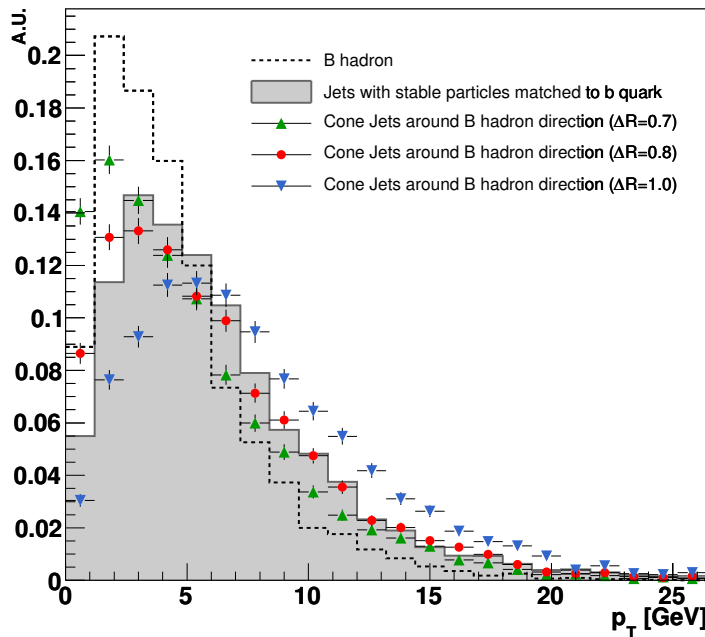 A.U.
0.2
0.18
0.16
0.14
0.12
0.1
0.08
0.06
0.04
0.02
0
B hadron
Jets with stable particles matched to b quark
Cone Jets around B hadron direction (ΔR=0.7)
Cone Jets around B hadron direction (ΔR=0.8)
Cone Jets around B hadron direction (ΔR=1.0)
0 5 10 15 20 25
p_T [GeV]